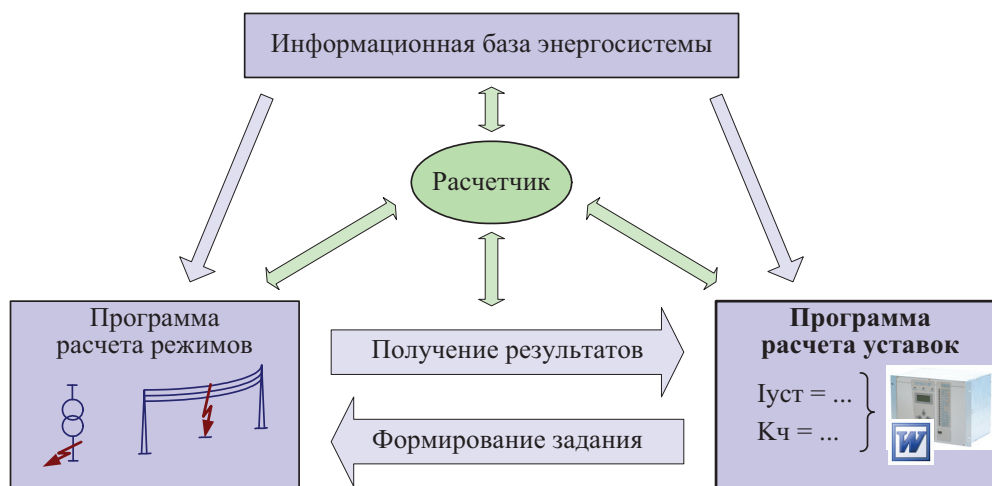 Информационная база энергосистемы
Расчетчик
Программа
расчета режимов
Получение результатов
Формирование задания
Программа
расчета уставок
Iуст = ...
Kч = ...
W